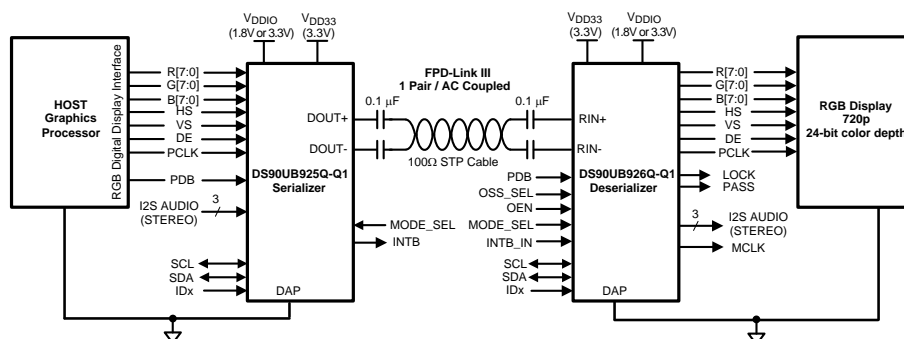 VDDIO
(1.8V or 3.3V)
VDD33
(3.3V)
VDD33
(3.3V)
VDDIO
(1.8V or 3.3V)
HOST
Graphics
Processor
RGB Digital Display Interface
R[7:0]
G[7:0]
B[7:0]
HS
VS
DE
PCLK
PDB
I2S AUDIO
(STEREO)
3
SCL
SDA
IDx
DOUT+
DOUT-
DS90UB925Q-Q1
Serializer
DAP
MODE_SEL
INTB
FPD-Link III
1 Pair / AC Coupled
0.1 μF
0.1 μF
100Ω STP Cable
PDB
OSS_SEL
OEN
MODE_SEL
INTB_IN
SCL
SDA
IDx
RIN+
RIN-
DS90UB926Q-Q1
Deserializer
DAP
R[7:0]
G[7:0]
B[7:0]
HS
VS
DE
PCLK
LOCK
PASS
3
I2S AUDIO
(STEREO)
MCLK
RGB Display
720p
24-bit color depth